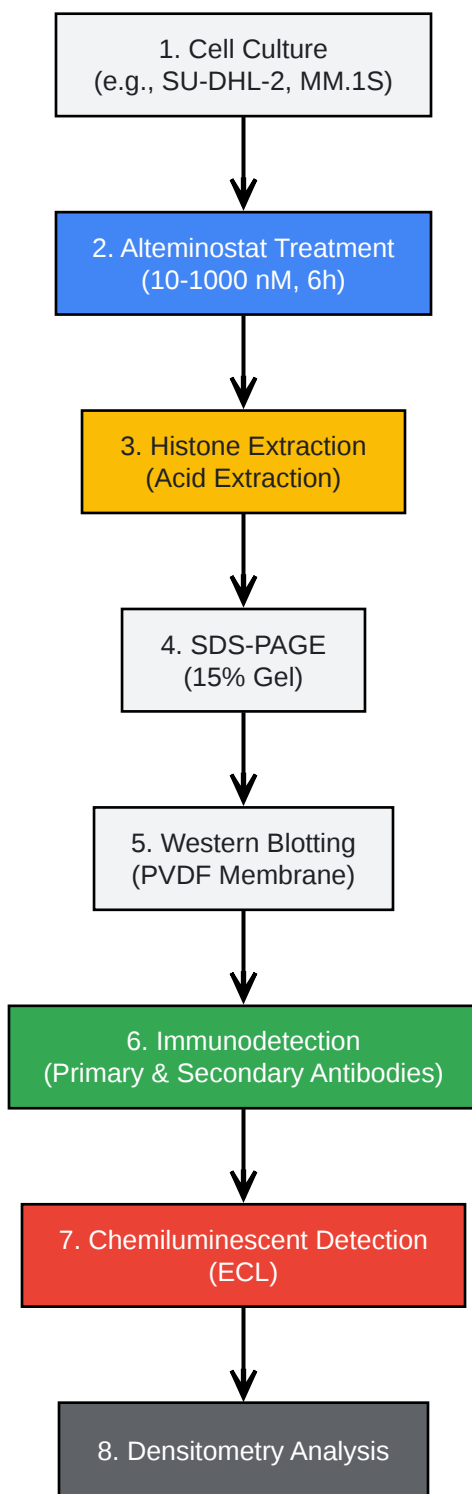 1. Cell Culture
(e.g., SU-DHL-2, MM.1S)
2. Alteminostat Treatment
(10-1000 nM, 6h)
3. Histone Extraction
(Acid Extraction)
4. SDS-PAGE
(15% Gel)
5. Western Blotting
(PVDF Membrane)
6. Immunodetection
(Primary & Secondary Antibodies)
7. Chemiluminescent Detection
(ECL)
8. Densitometry Analysis